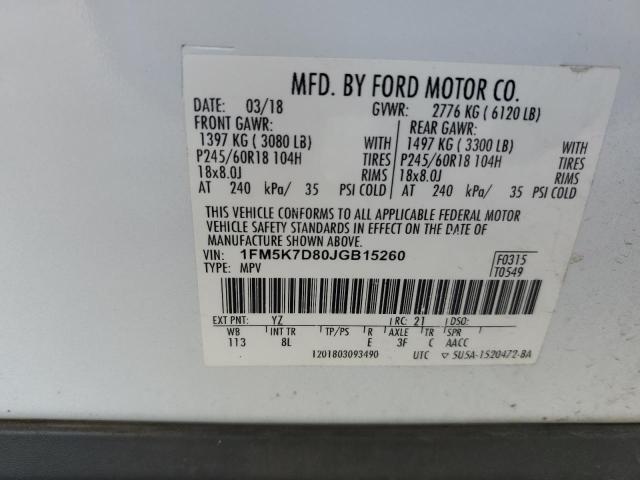 MFD. BY FORD MOTOR CO.
DATE: 03/18 GVWR: 2776 KG ( 6120 LB)
FRONT GAWR: REAR GAWR:
1397 KG ( 3080 LB) WITH 1497 KG ( 3300 LB) WITH
P245/60R18 104H TIRES P245/60R18 104H TIRES
18x8.0J RIMS 18x8.0J RIMS
AT 240 kPa/ 35 PSI COLD AT 240 kPa/ 35 PSI COLD
THIS VEHICLE CONFORMS TO ALL APPLICABLE FEDERAL MOTOR
VEHICLE SAFETY STANDARDS IN EFFECT ON THE DATE OF
MANUFACTURE SHOWN ABOVE.
VIN: 1FM5K7D80JGB15260 F0315
TYPE: MPV T0549
EXT PNT: YZ RC: 21 DSO:
WB INT TR TP/PS R AXLE TR SPR
113 8L E 3F C AACC
1201803093490 UTC ▽ 5U5A-1520472-BA